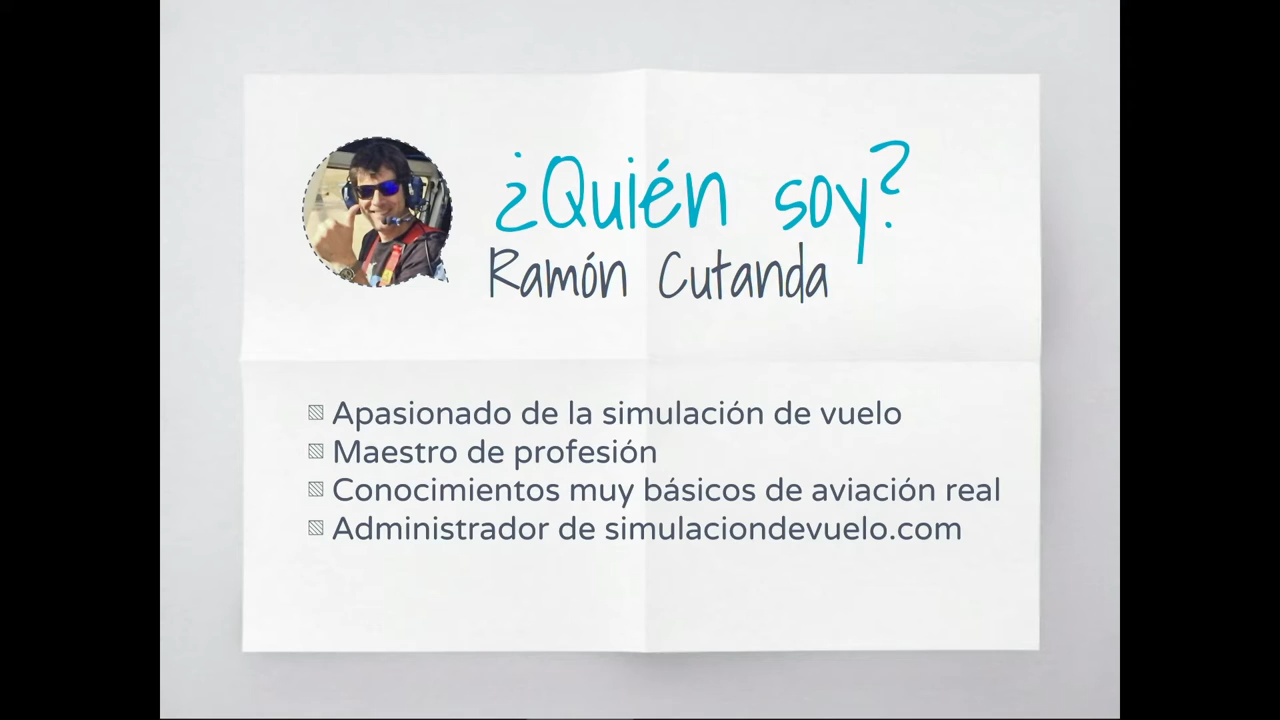 ¿Quién soy?
Ramón Cutanda
Apasionado de la simulación de vuelo
Maestro de profesión
Conocimientos muy básicos de aviación real
Administrador de simulaciondevuelo.com